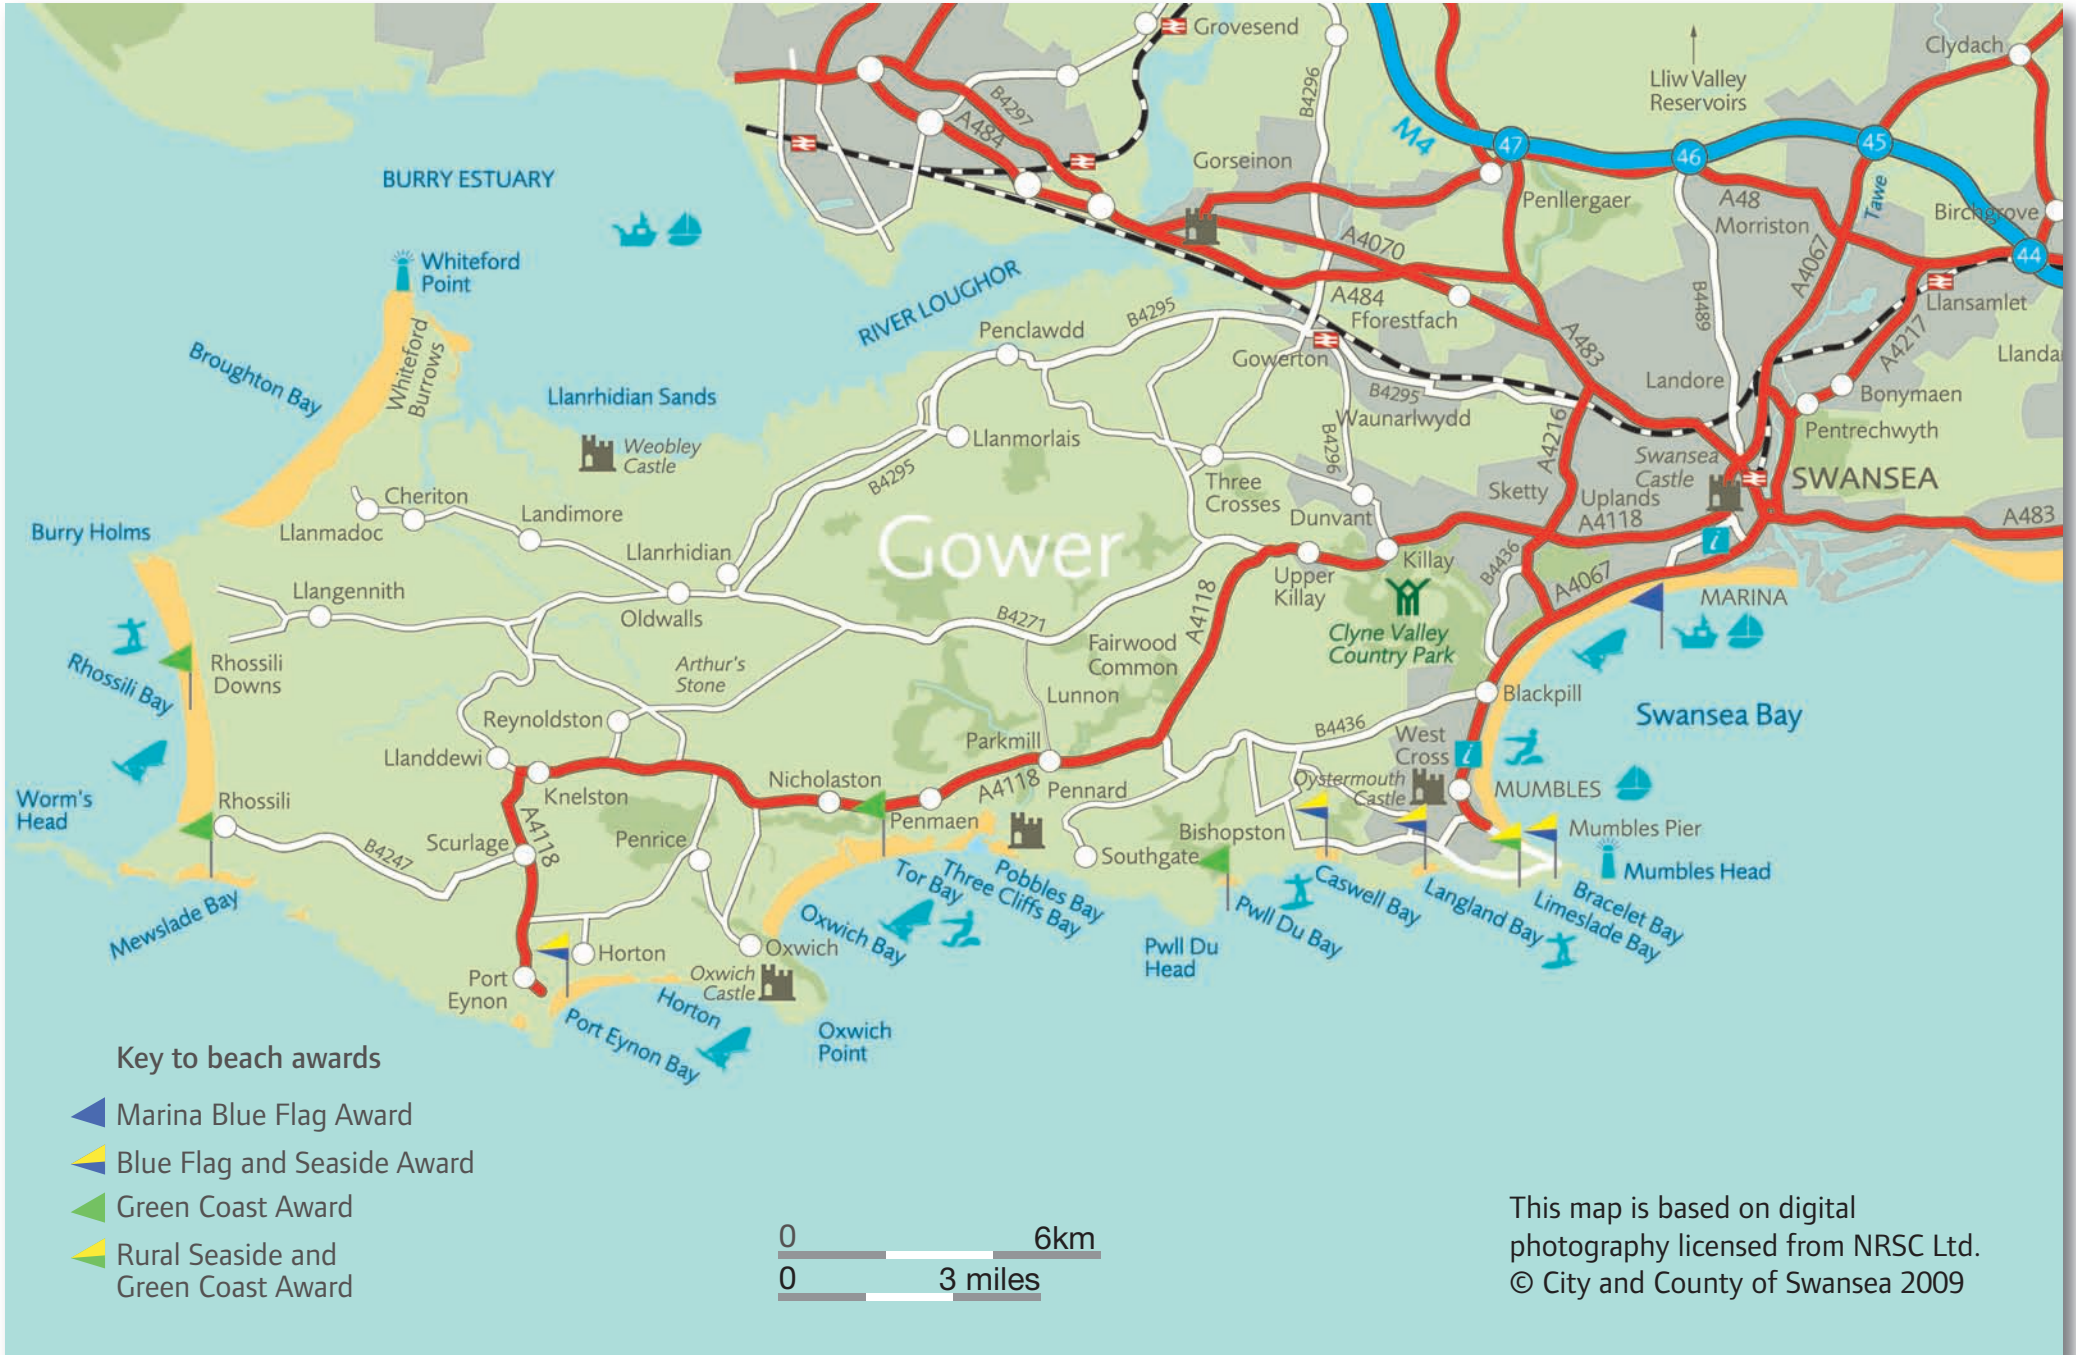 Grovesend
Clydach
Lliw Valley
Reservoirs
B4296
B4297
A484
M4
47
46
45
44
Gorseinon
Penllergaer
A48
Morriston
Tawe
Birchgrove
BURRY ESTUARY
Whiteford
Point
RIVER LOUGHOR
A4070
A484
Fforestfach
A4067
B4489
Llansamlet
A4217
Llanda
Penclawdd
B4295
Gowerton
A483
Landore
Bonymaen
Pentrechwyth
Broughton Bay
Whiteford
Burrows
Llanrhidian Sands
Weobley
Castle
Llanmorlais
B4295
B4295
Waunarlwydd
B4296
A4216
Swansea
Castle
SWANSEA
Three
Crosses
Dunvant
Sketty
Uplands
A4118
A483
Cheriton
Llanmadoc
Landimore
Burry Holms
Llanrhidian
Gower
Killay
Upper
Killay
B4436
A4067
MARINA
Llangennith
Oldwalls
B4271
A4118
Fairwood
Common
Clyne Valley
Country Park
Rhossili
Downs
Rhossili Bay
Arthur's
Stone
Lunnon
Blackpill
Swansea Bay
Reynoldston
Llanddewi
Parkmill
B4436
West
Cross
Oystermouth
Castle
MUMBLES
Knelston
Nicholaston
A4118
Pennard
Worm's
Head
Rhossili
B4247
Scurlage
A4118
Penrice
Penmaen
Bishopston
Southgate
Mumbles Pier
Mumbles Head
Mewslade Bay
Tor Bay
Three Cliffs Bay
Pobbles Bay
Oxwich Bay
Pwll Du
Head
Pwll Du Bay
Caswell Bay
Langland Bay
Limeslade Bay
Bracelet Bay
Horton
Oxwich
Oxwich
Castle
Port
Eynon
Horton
Port Eynon Bay
Oxwich
Point
i
i
Key to beach awards
Marina Blue Flag Award
Blue Flag and Seaside Award
Green Coast Award
Rural Seaside and
Green Coast Award
0 6km
0 3 miles
This map is based on digital
photography licensed from NRSC Ltd.
© City and County of Swansea 2009